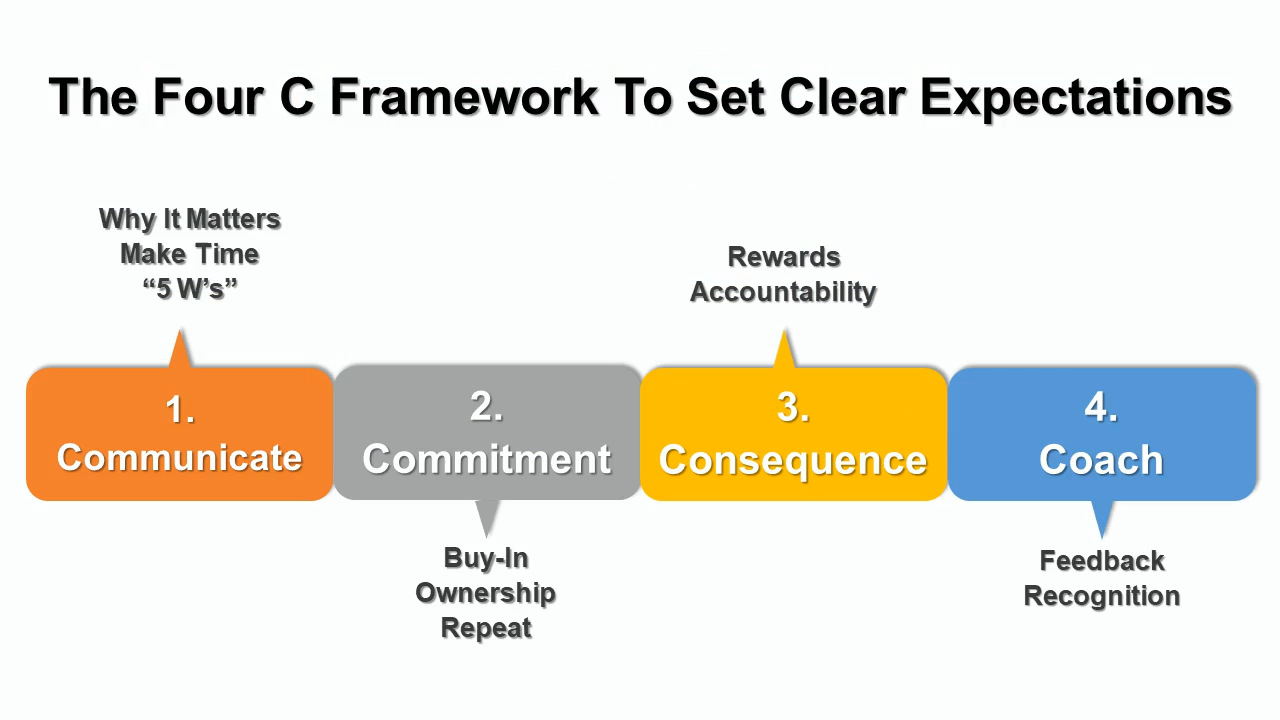 The Four C Framework To Set Clear Expectations
Why It Matters
Make Time
“5 W’s”
1.
Communicate
2.
Commitment
Buy-In
Ownership
Repeat
Rewards
Accountability
3.
Consequence
4.
Coach
Feedback
Recognition